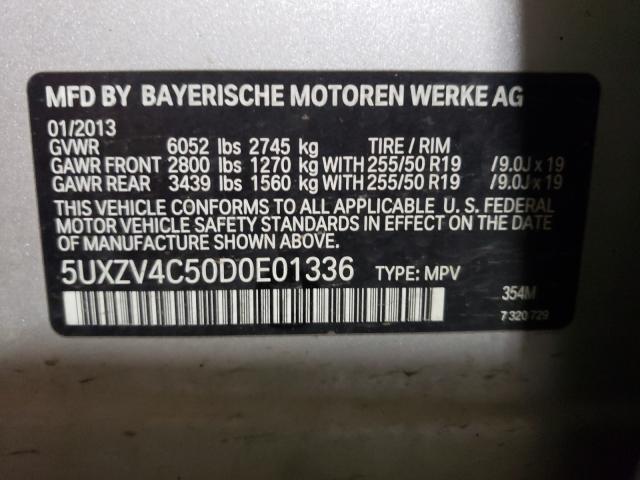 MFD BY BAYERISCHE MOTOREN WERKE AG
01/2013
GVWR 6052 lbs 2745 kg TIRE / RIM
GAWR FRONT 2800 lbs 1270 kg WITH 255/50 R19 /9.0J x 19
GAWR REAR 3439 lbs 1560 kg WITH 255/50 R19 /9.0J x 19
THIS VEHICLE CONFORMS TO ALL APPLICABLE U. S. FEDERAL
MOTOR VEHICLE SAFETY STANDARDS IN EFFECT ON THE
DATE OF MANUFACTURE SHOWN ABOVE.
5UXZV4C50D0E01336 TYPE: MPV
354M
7 320 729